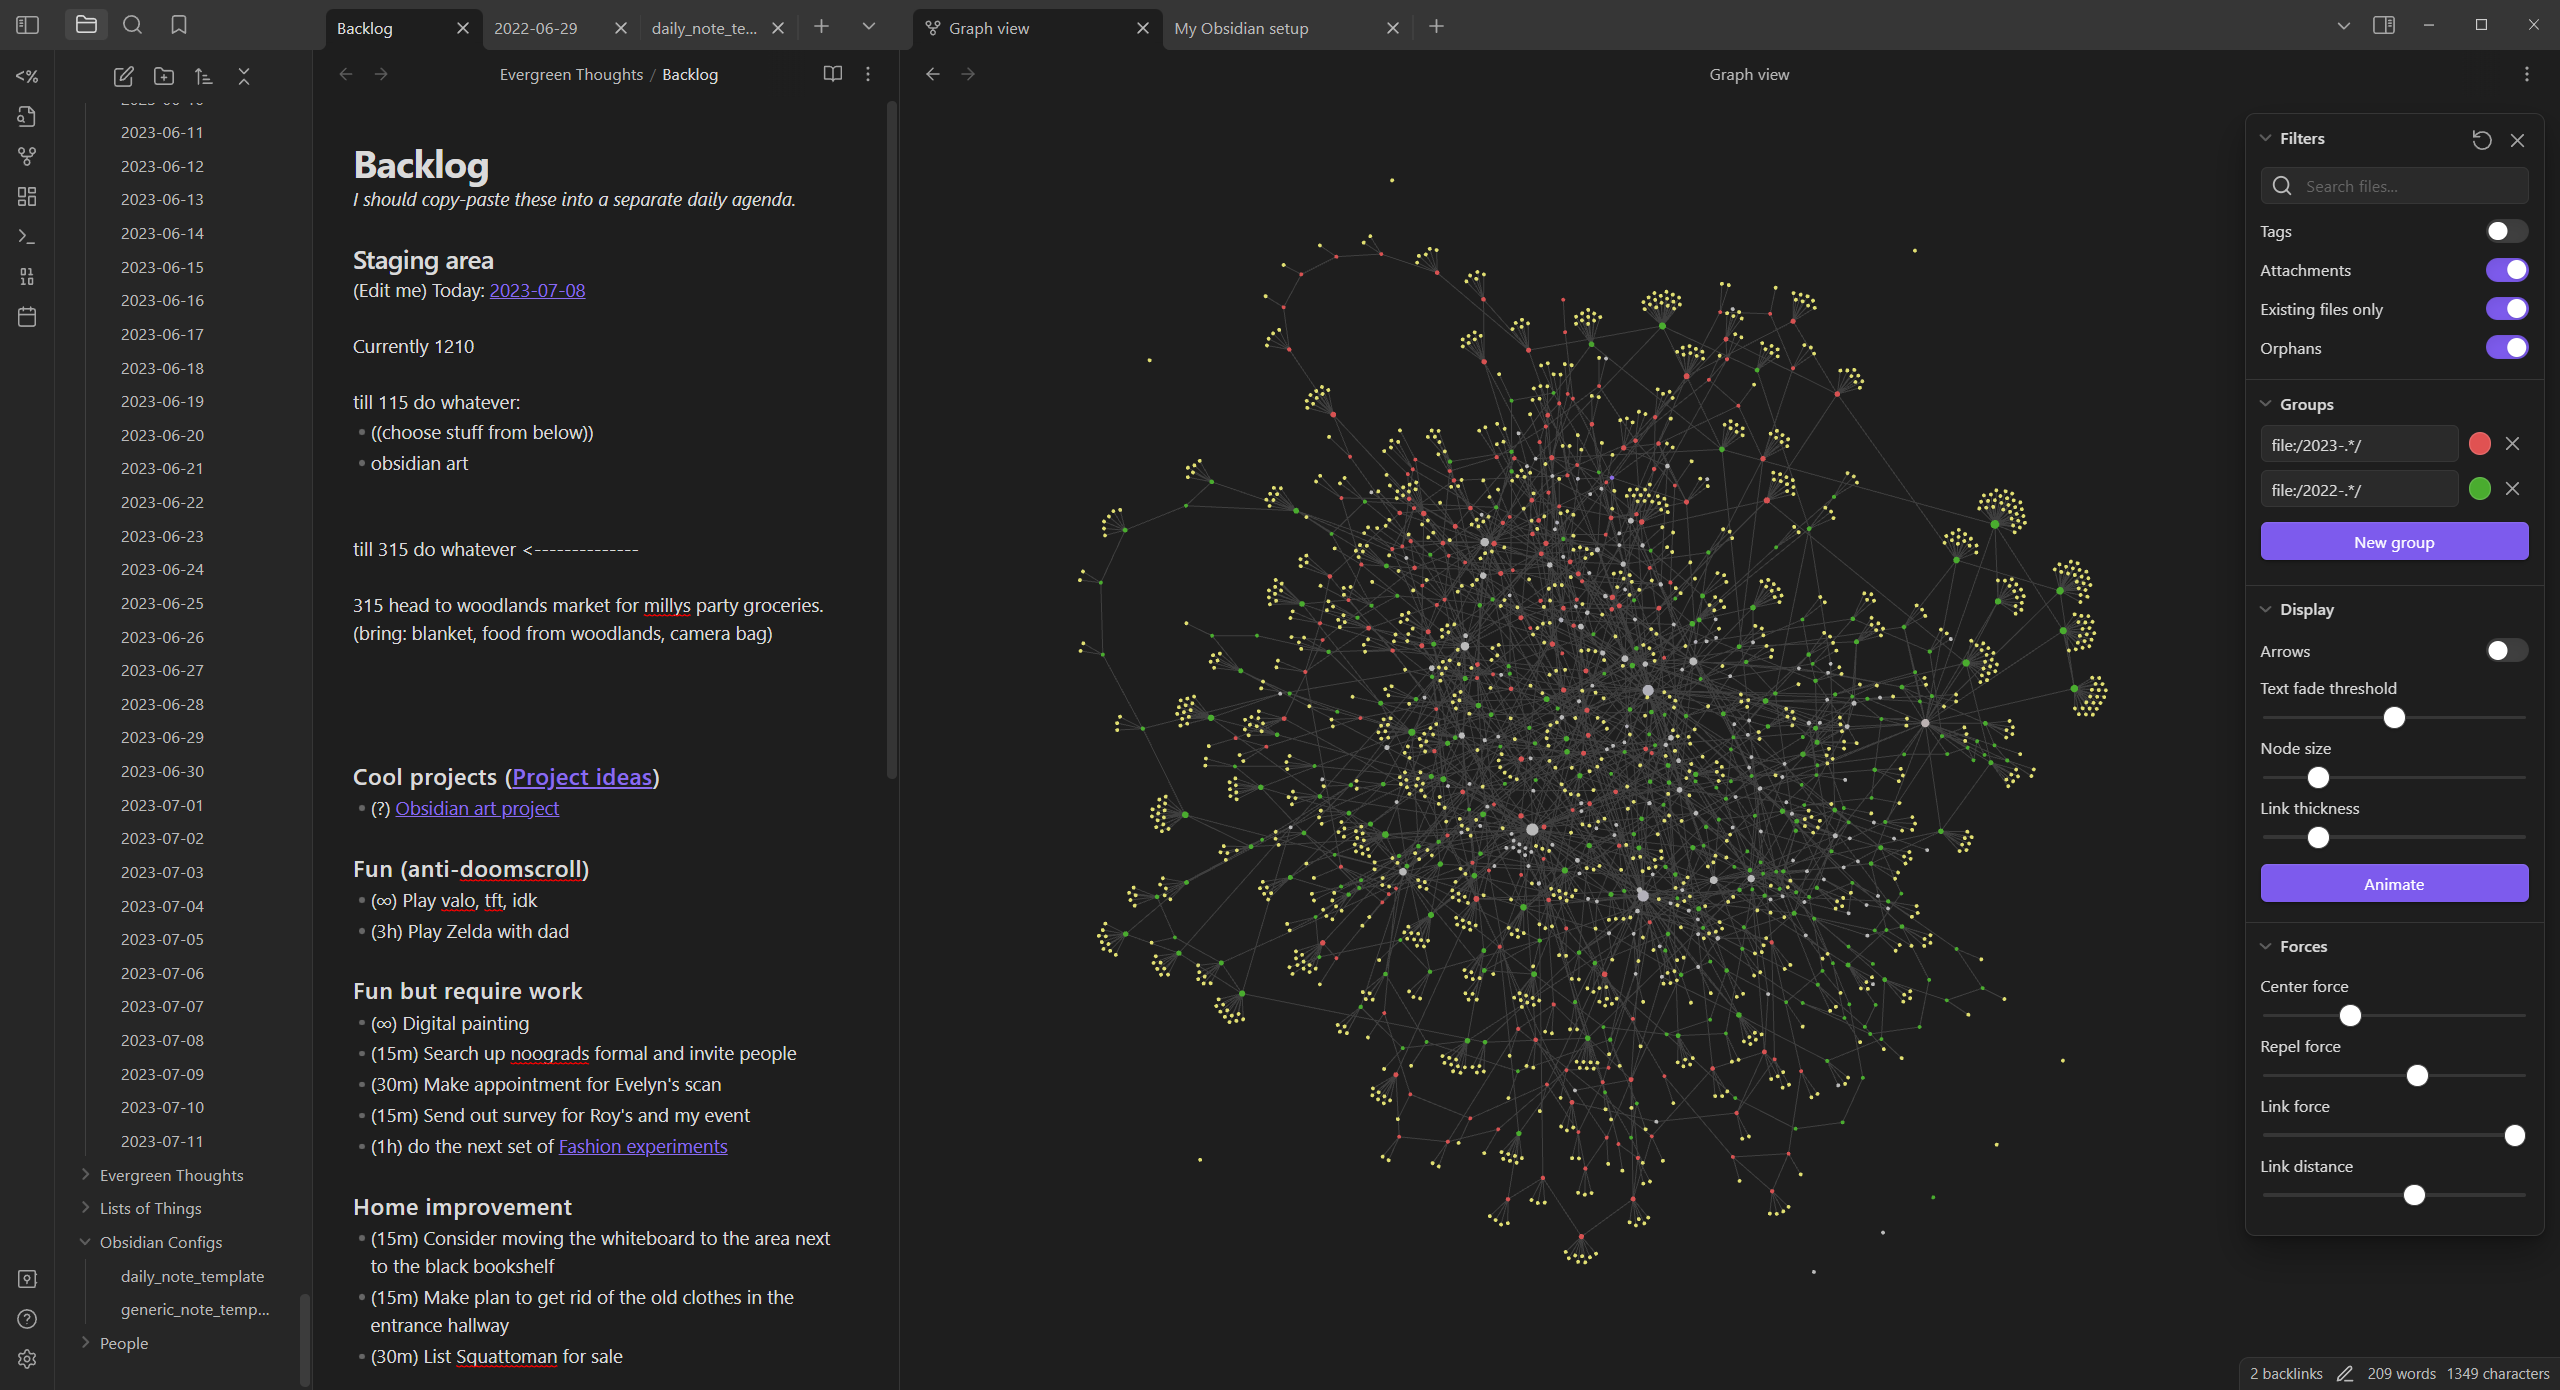 Backlog
2022-06-29
daily_note_te...
Graph view
My Obsidian setup
2023-06-11
2023-06-12
2023-06-13
2023-06-14
2023-06-15
2023-06-16
2023-06-17
2023-06-18
2023-06-19
2023-06-20
2023-06-21
2023-06-22
2023-06-23
2023-06-24
2023-06-25
2023-06-26
2023-06-27
2023-06-28
2023-06-29
2023-06-30
2023-07-01
2023-07-02
2023-07-03
2023-07-04
2023-07-05
2023-07-06
2023-07-07
2023-07-08
2023-07-09
2023-07-10
2023-07-11
Evergreen Thoughts
Lists of Things
Obsidian Configs
daily_note_template
generic_note_temp...
People
Evergreen Thoughts / Backlog
Backlog
I should copy-paste these into a separate daily agenda.
Staging area
(Edit me) Today: 2023-07-08
Currently 1210
till 115 do whatever:
• ((choose stuff from below))
• obsidian art
till 315 do whatever <--------------
315 head to woodlands market for millys party groceries.
(bring: blanket, food from woodlands, camera bag)
Cool projects (Project ideas)
• (?) Obsidian art project
Fun (anti-doomscroll)
• (∞) Play valo, tft, idk
• (3h) Play Zelda with dad
Fun but require work
• (∞) Digital painting
• (15m) Search up noograds formal and invite people
• (30m) Make appointment for Evelyn's scan
• (15m) Send out survey for Roy's and my event
• (1h) do the next set of Fashion experiments
Home improvement
• (15m) Consider moving the whiteboard to the area next
to the black bookshelf
• (15m) Make plan to get rid of the old clothes in the
entrance hallway
• (30m) List Squattoman for sale
Graph view
Filters
Search files...
Tags
Attachments
Existing files only
Orphans
Groups
file:/2023-.*/
file:/2022-.*/
New group
Display
Arrows
Text fade threshold
Node size
Link thickness
Animate
Forces
Center force
Repel force
Link force
Link distance
2 backlinks
209 words
1349 characters